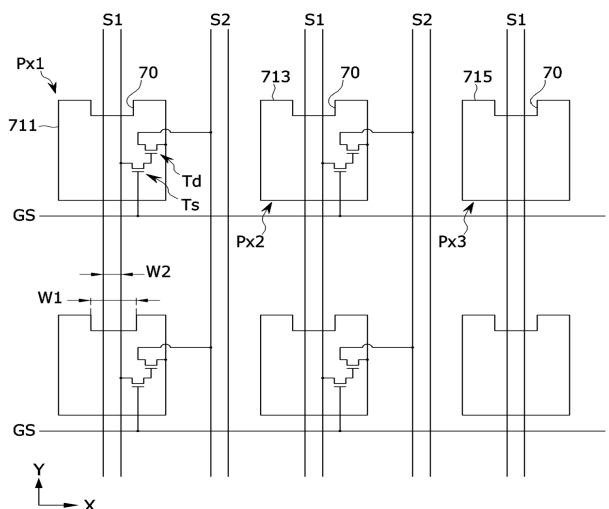 S1 S2 S1 S2 S1
Px1 70 713 70 715 70
711
Td
Ts
GS
Px2 Px3
W2
W1
GS
Y
X